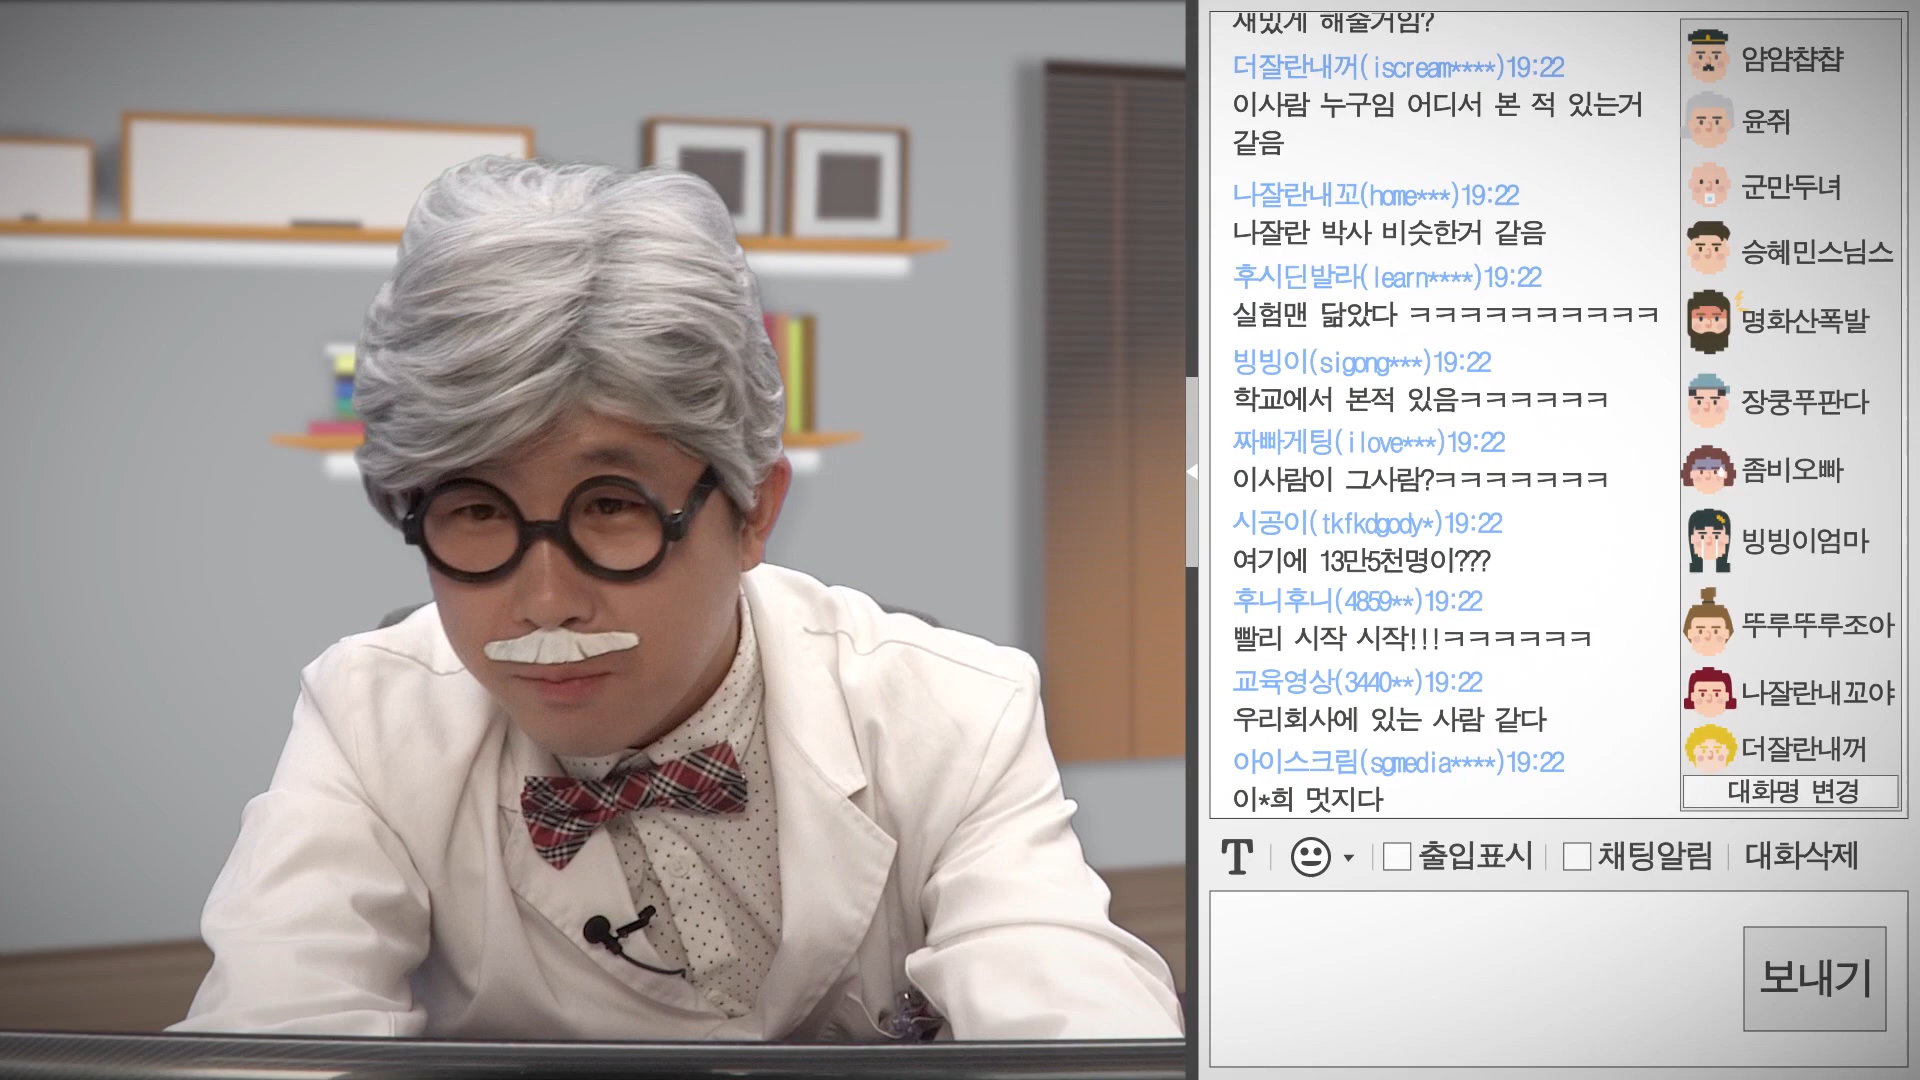 재밌게 해줄거임?
더잘란내꺼(iscream****)19:22
이사람 누구임 어디서 본 적 있는거
같음
나잘란내꼬(home***)19:22
나잘란 박사 비슷한거 같음
후시딘발라(learn****)19:22
실험맨 닮았다 ㅋㅋㅋㅋㅋㅋㅋㅋㅋㅋ
빙빙이(sigong***)19:22
학교에서 본적 있음ㅋㅋㅋㅋㅋㅋ
짜빠게팅(ilove***)19:22
이사람이 그사람?ㅋㅋㅋㅋㅋㅋㅋ
시공이(tkfkdgody*)19:22
여기에 13만5천명이???
후니후니(4859**)19:22
빨리 시작 시작!!!ㅋㅋㅋㅋㅋㅋ
교육영상(3440**)19:22
우리회사에 있는 사람 같다
아이스크림(sgmedia****)19:22
이*희 멋지다
얌얌챱챱
윤쥐
군만두녀
승혜민스님스
명화산폭발
장쿵푸판다
좀비오빠
빙빙이엄마
뚜루뚜루조아
나잘란내꼬야
더잘란내꺼
대화명 변경
T
출입표시
채팅알림
대화삭제
보내기